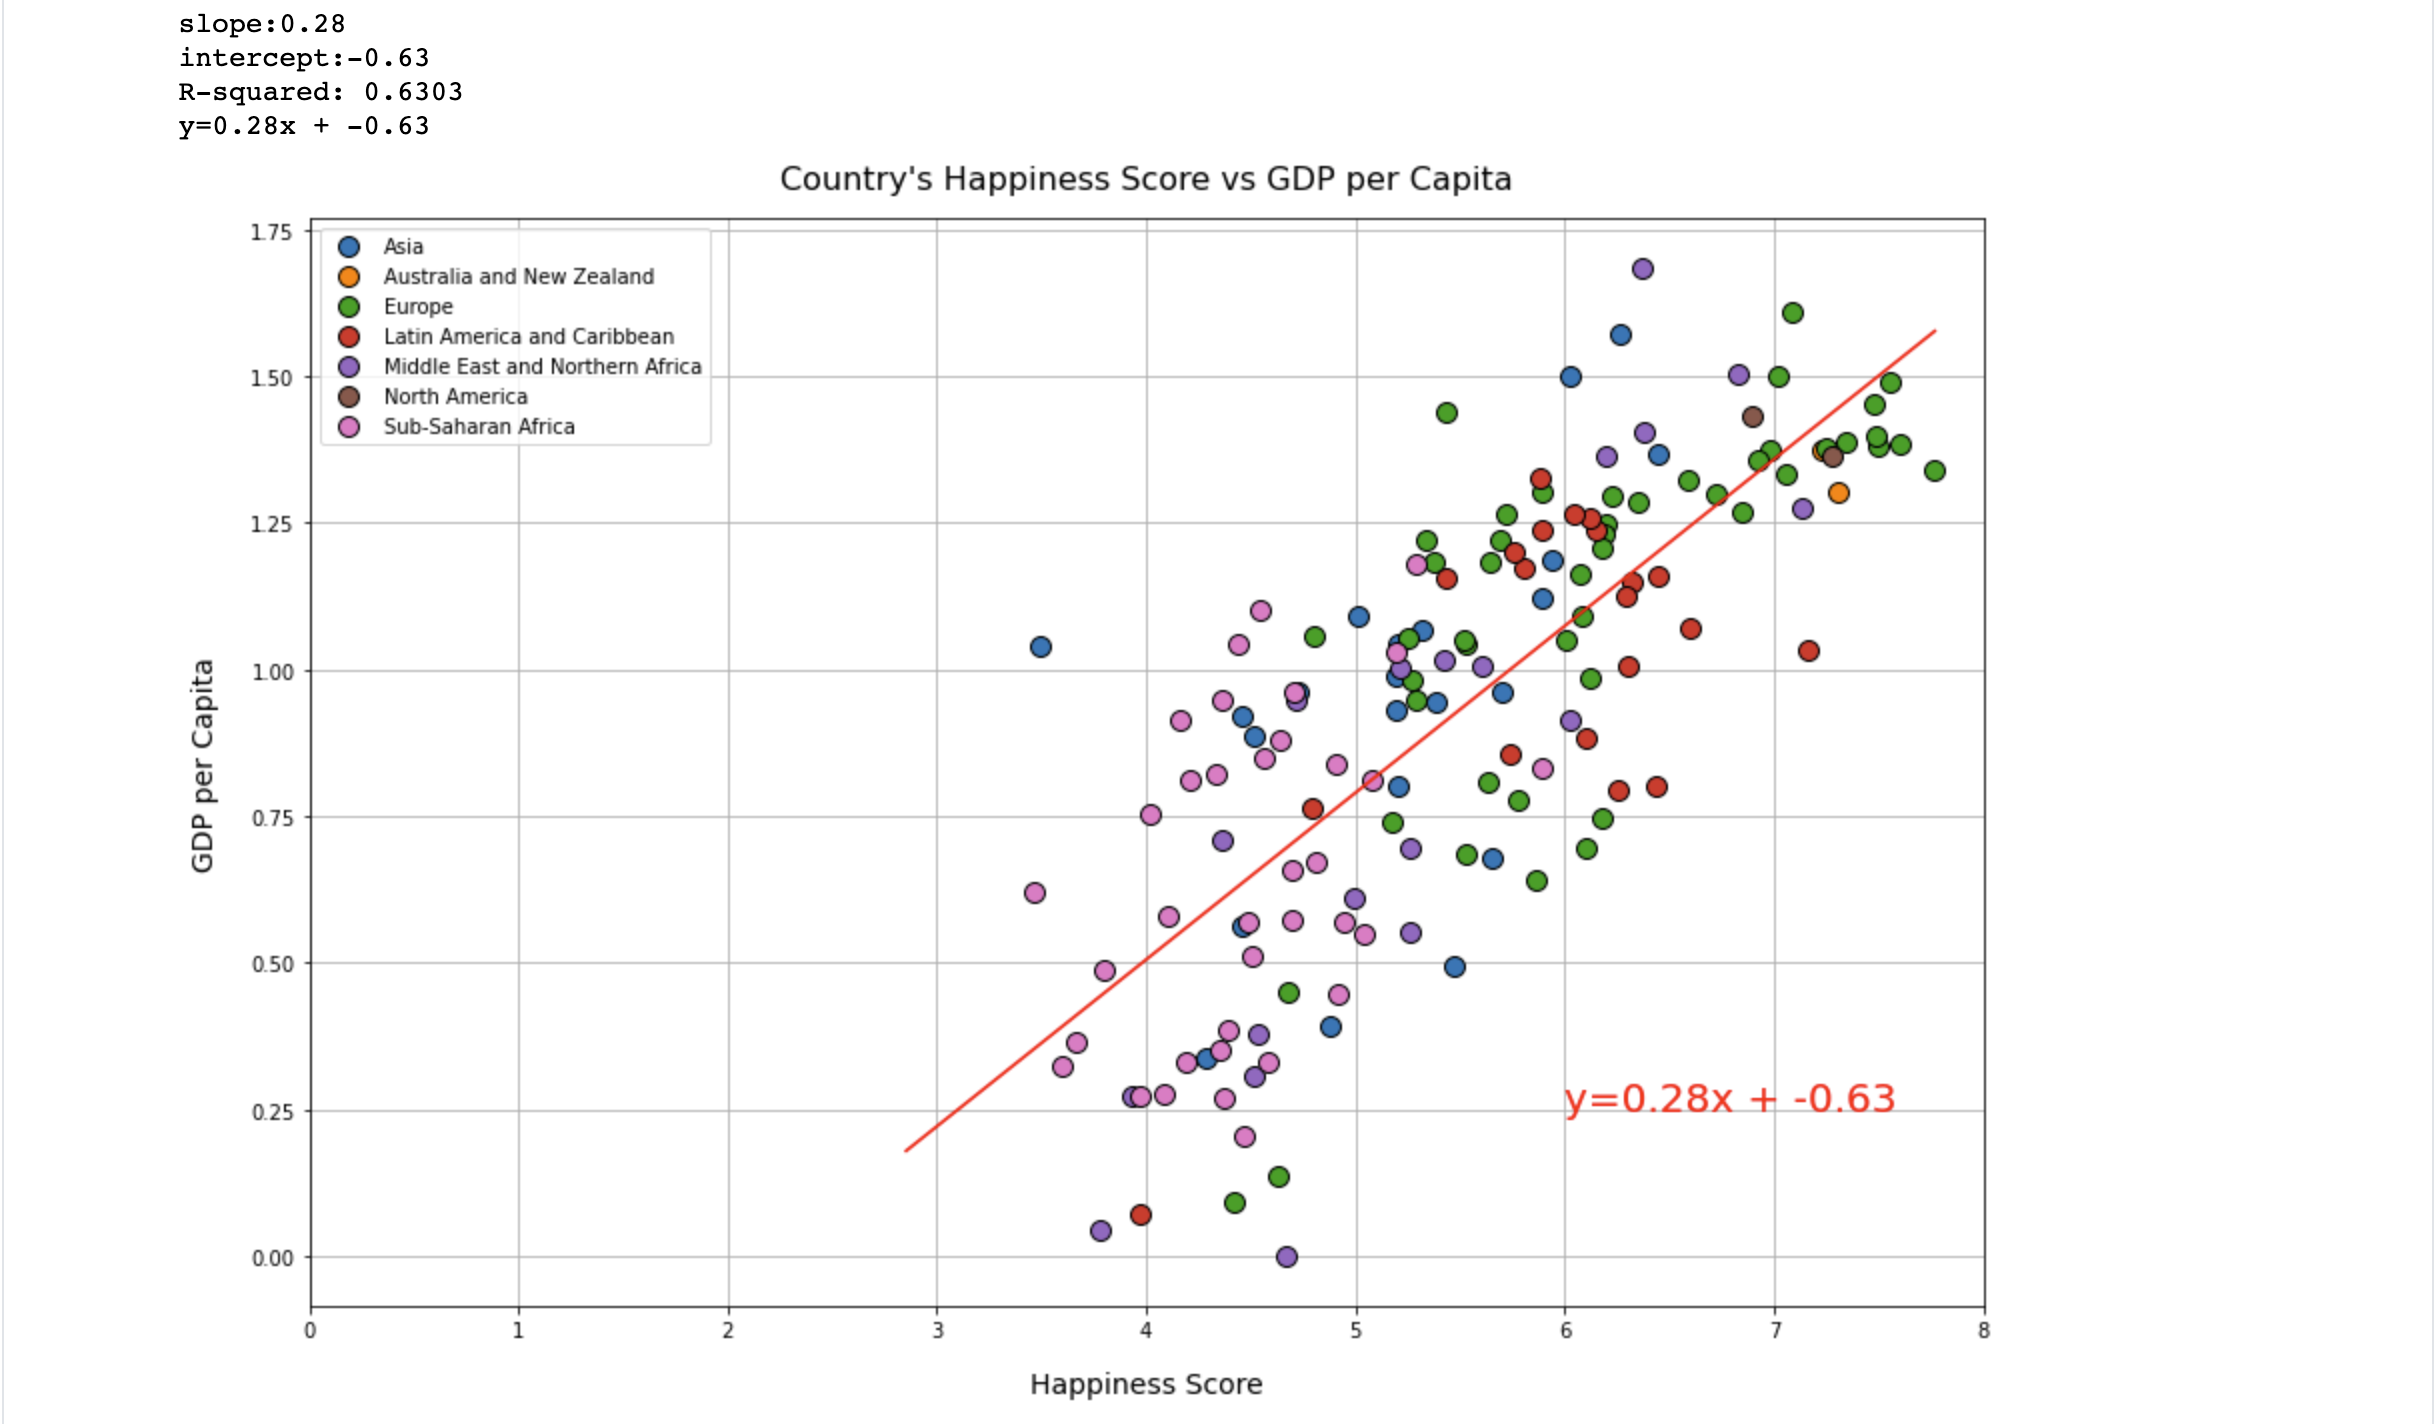 slope:0.28
intercept:-0.63
R-squared: 0.6303
y=0.28x + -0.63
Country's Happiness Score vs GDP per Capita
1.75
1.50
1.25
1.00
0.75
0.50
0.25
0.00
GDP per Capita
Asia
Australia and New Zealand
Europe
Latin America and Caribbean
Middle East and Northern Africa
North America
Sub-Saharan Africa
y=0.28x + -0.63
0 1 2 3 4 5 6 7 8
Happiness Score